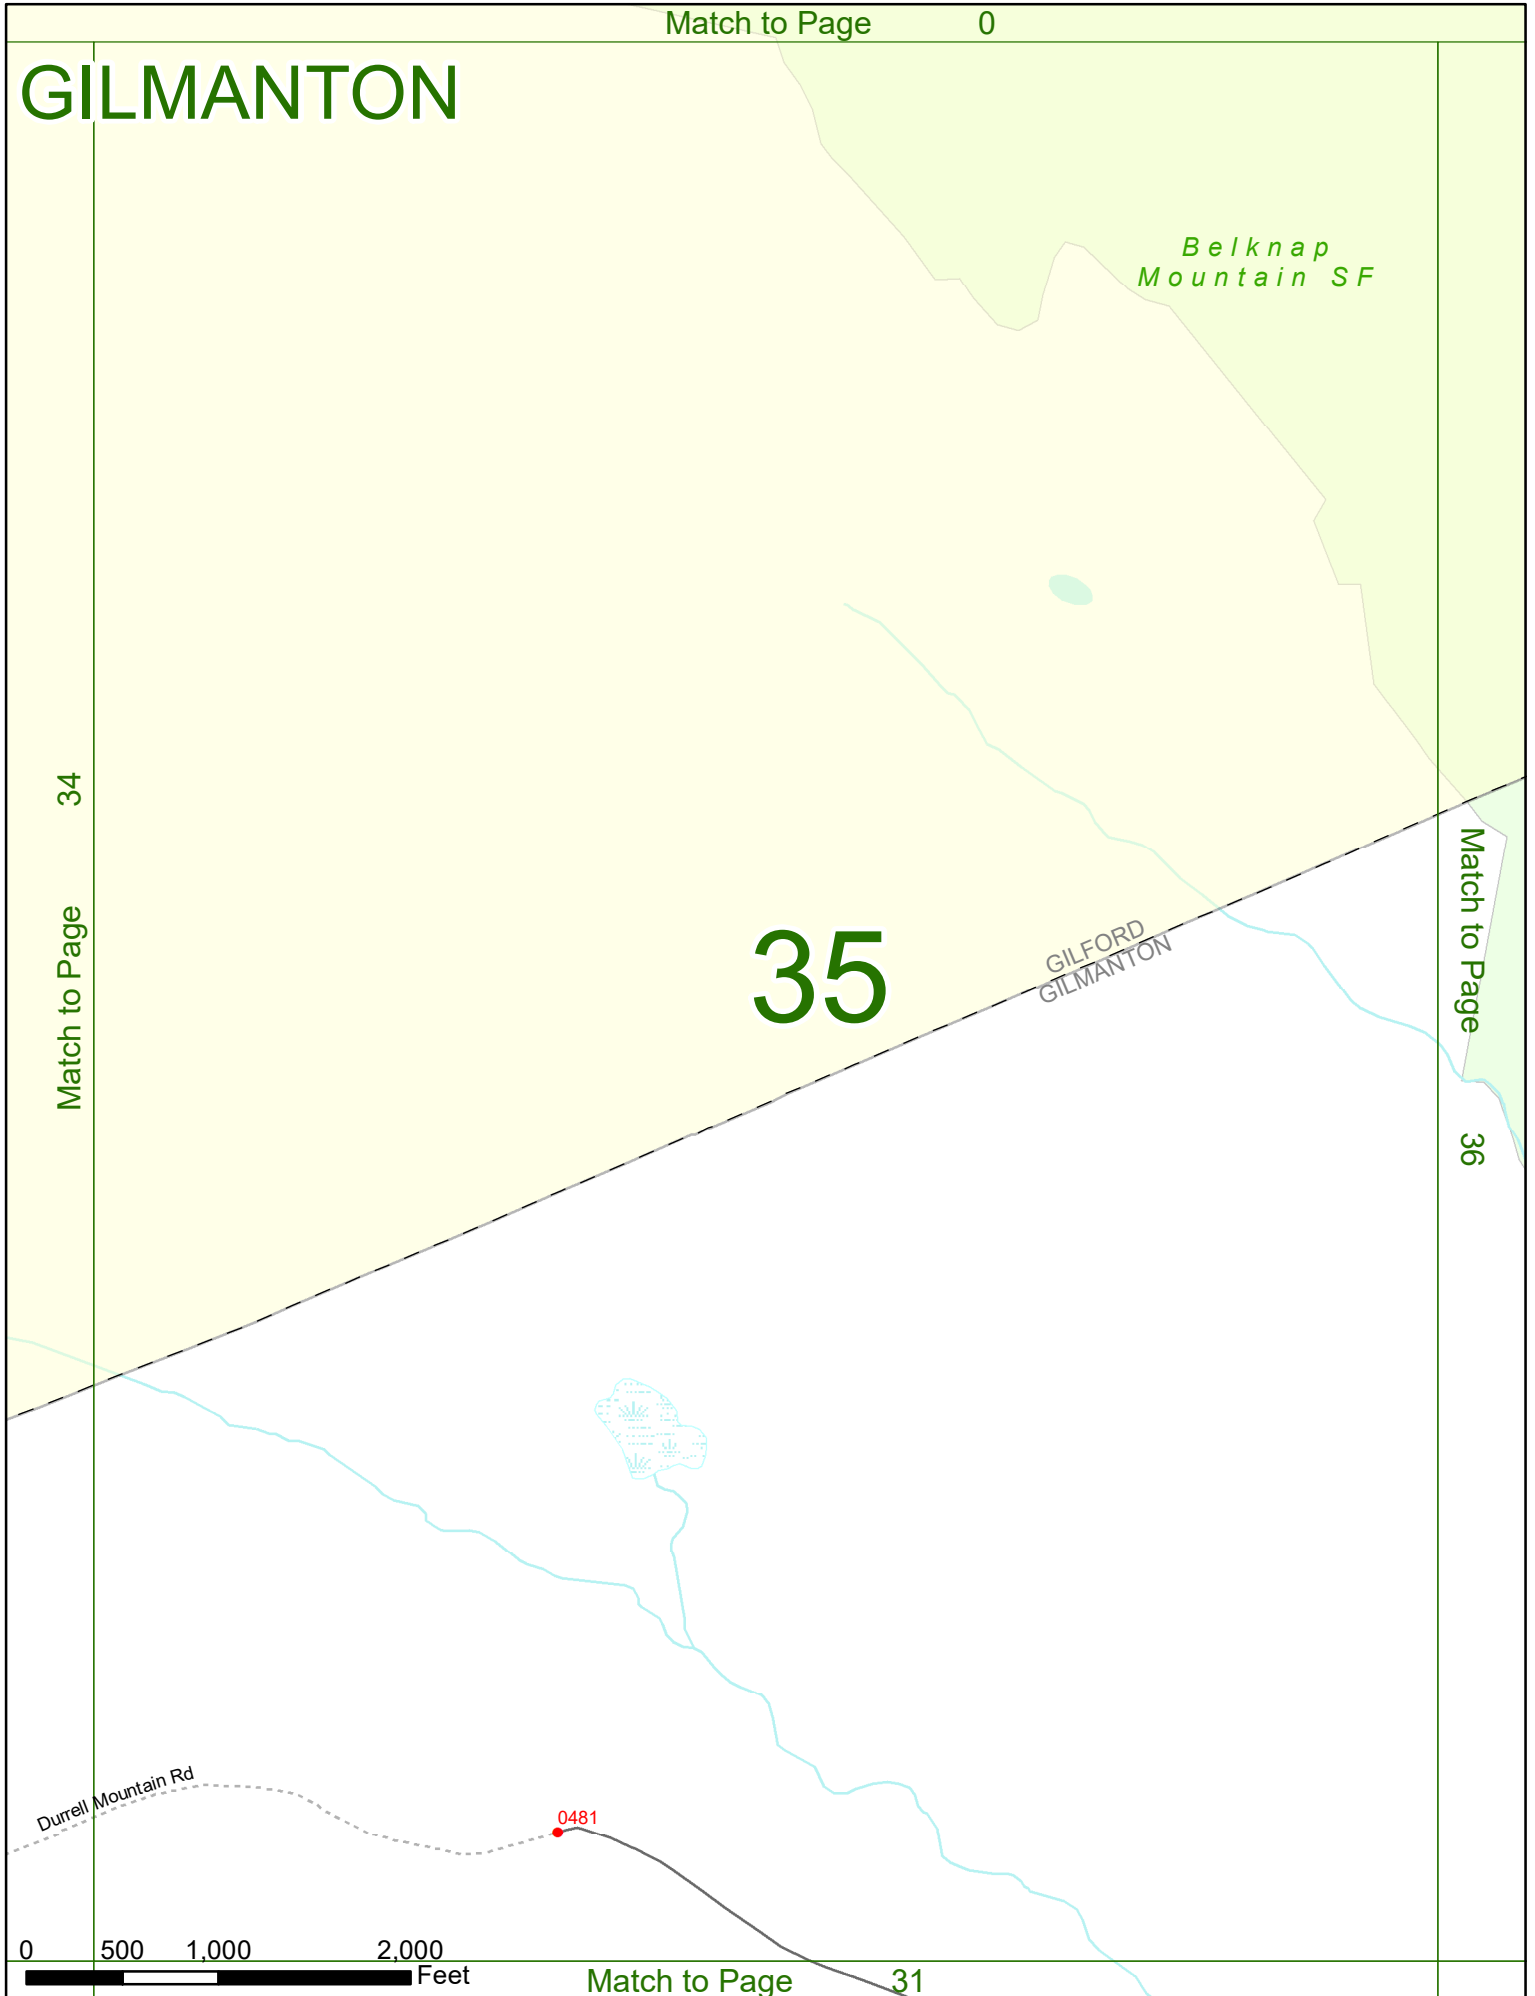 Match to Page 0
GILMANTON
Belknap
Mountain SF
Match to Page 34
35
GILFORD
GILMANTON
Match to Page 36
Durrell Mountain Rd
0481
0 500 1,000 2,000
Feet
Match to Page 31